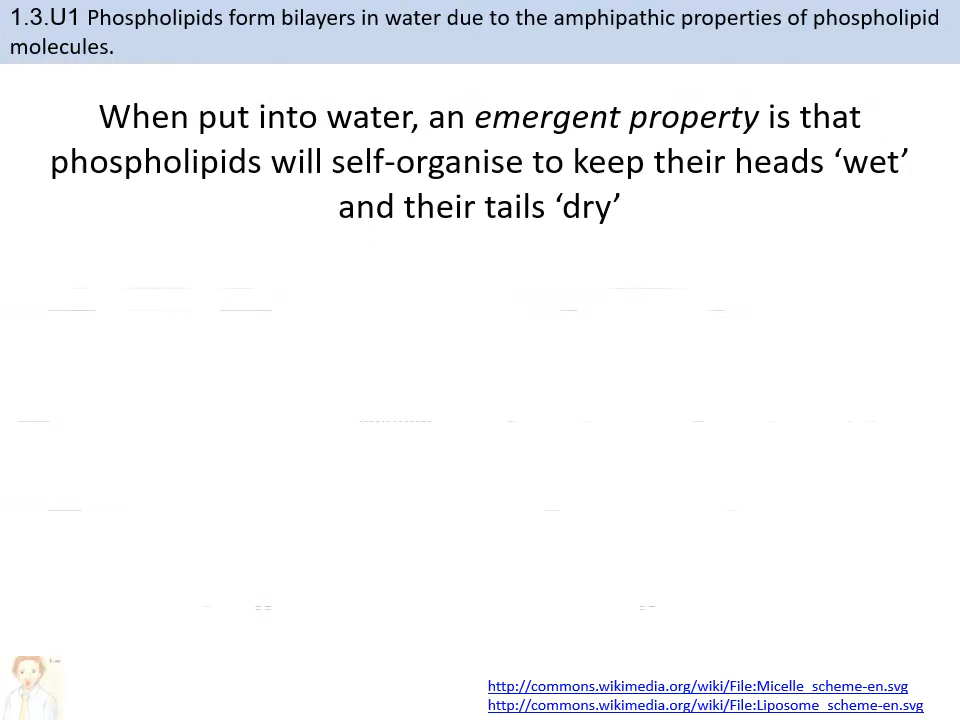 1.3.U1 Phospholipids form bilayers in water due to the amphipathic properties of phospholipid
molecules.
When put into water, an emergent property is that
phospholipids will self-organise to keep their heads ‘wet’
and their tails ‘dry’
http://commons.wikimedia.org/wiki/File:Micelle_scheme-en.svg
http://commons.wikimedia.org/wiki/File:Liposome_scheme-en.svg